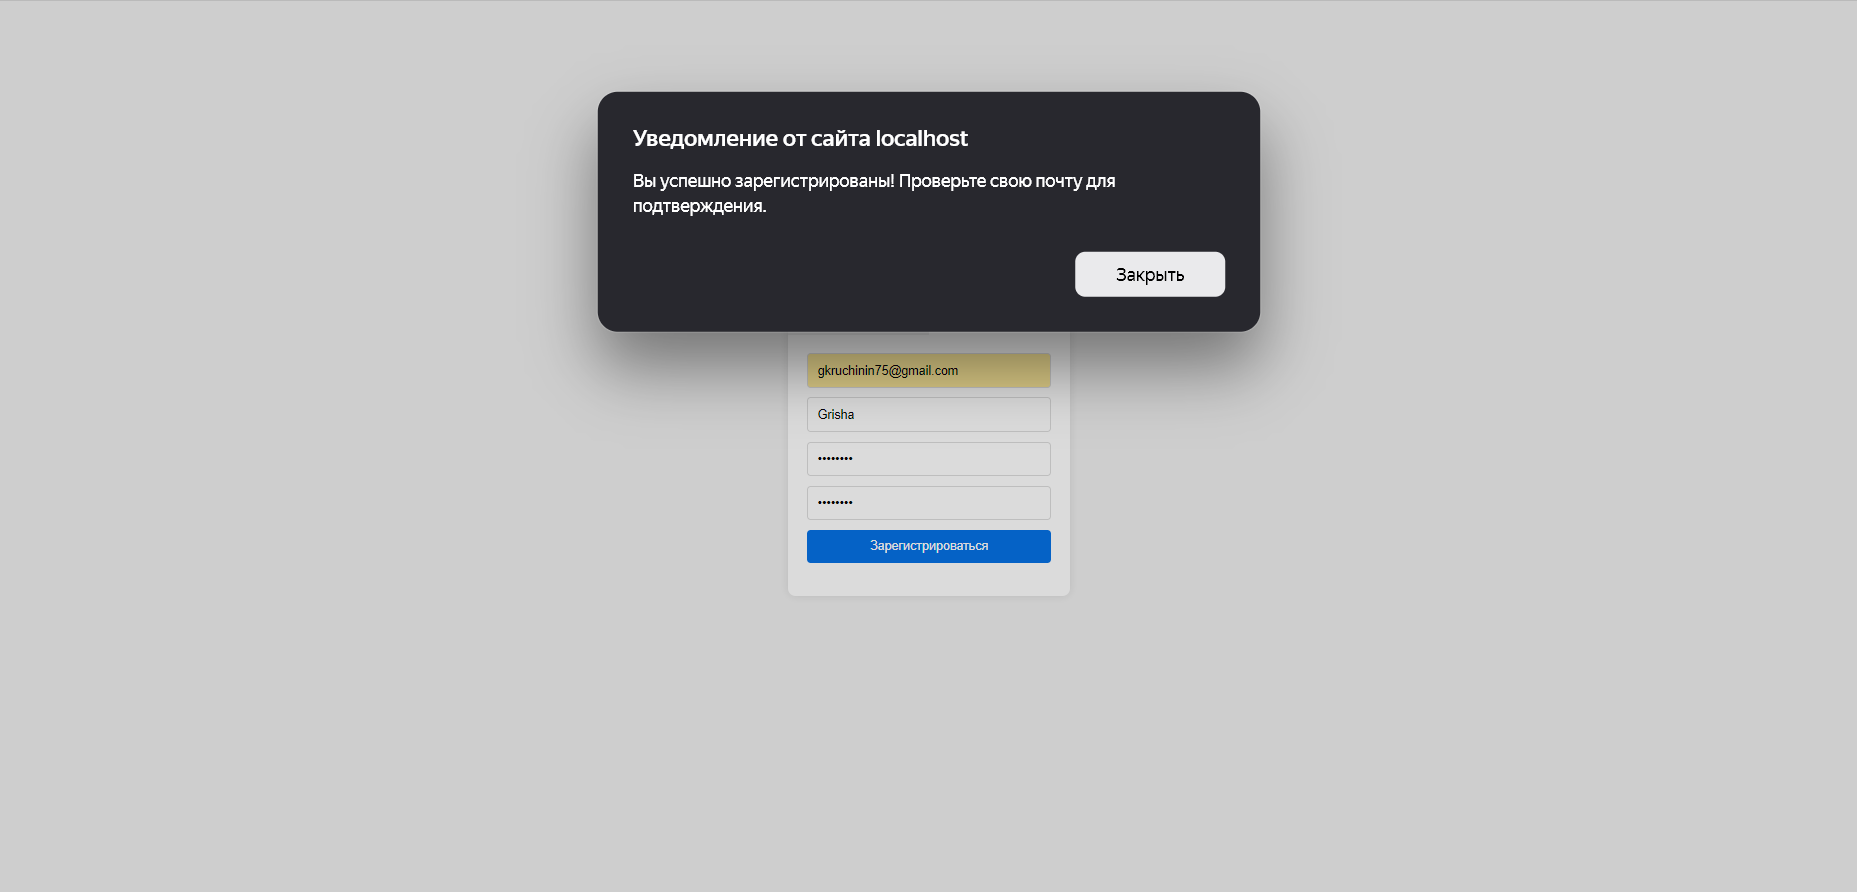 Уведомление от сайта localhost
Вы успешно зарегистрированы! Проверьте свою почту для
подтверждения.
Закрыть
gkruchinin75@gmail.com
Grisha
••••••••
••••••••
Зарегистрироваться